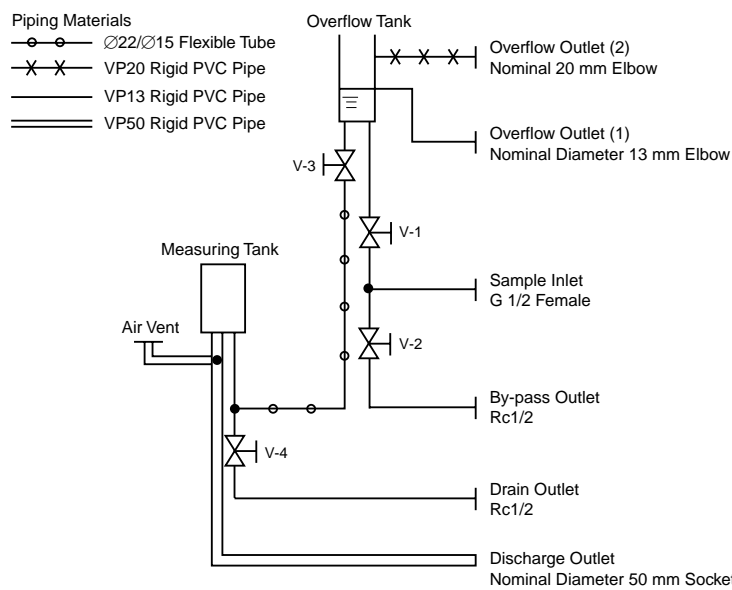 Piping Materials
∅22/∅15 Flexible Tube
VP20 Rigid PVC Pipe
VP13 Rigid PVC Pipe
VP50 Rigid PVC Pipe
Overflow Tank
Overflow Outlet (2)
Nominal 20 mm Elbow
Overflow Outlet (1)
Nominal Diameter 13 mm Elbow
V-3
V-1
Measuring Tank
Sample Inlet
G 1/2 Female
Air Vent
V-2
By-pass Outlet
Rc1/2
V-4
Drain Outlet
Rc1/2
Discharge Outlet
Nominal Diameter 50 mm Socket